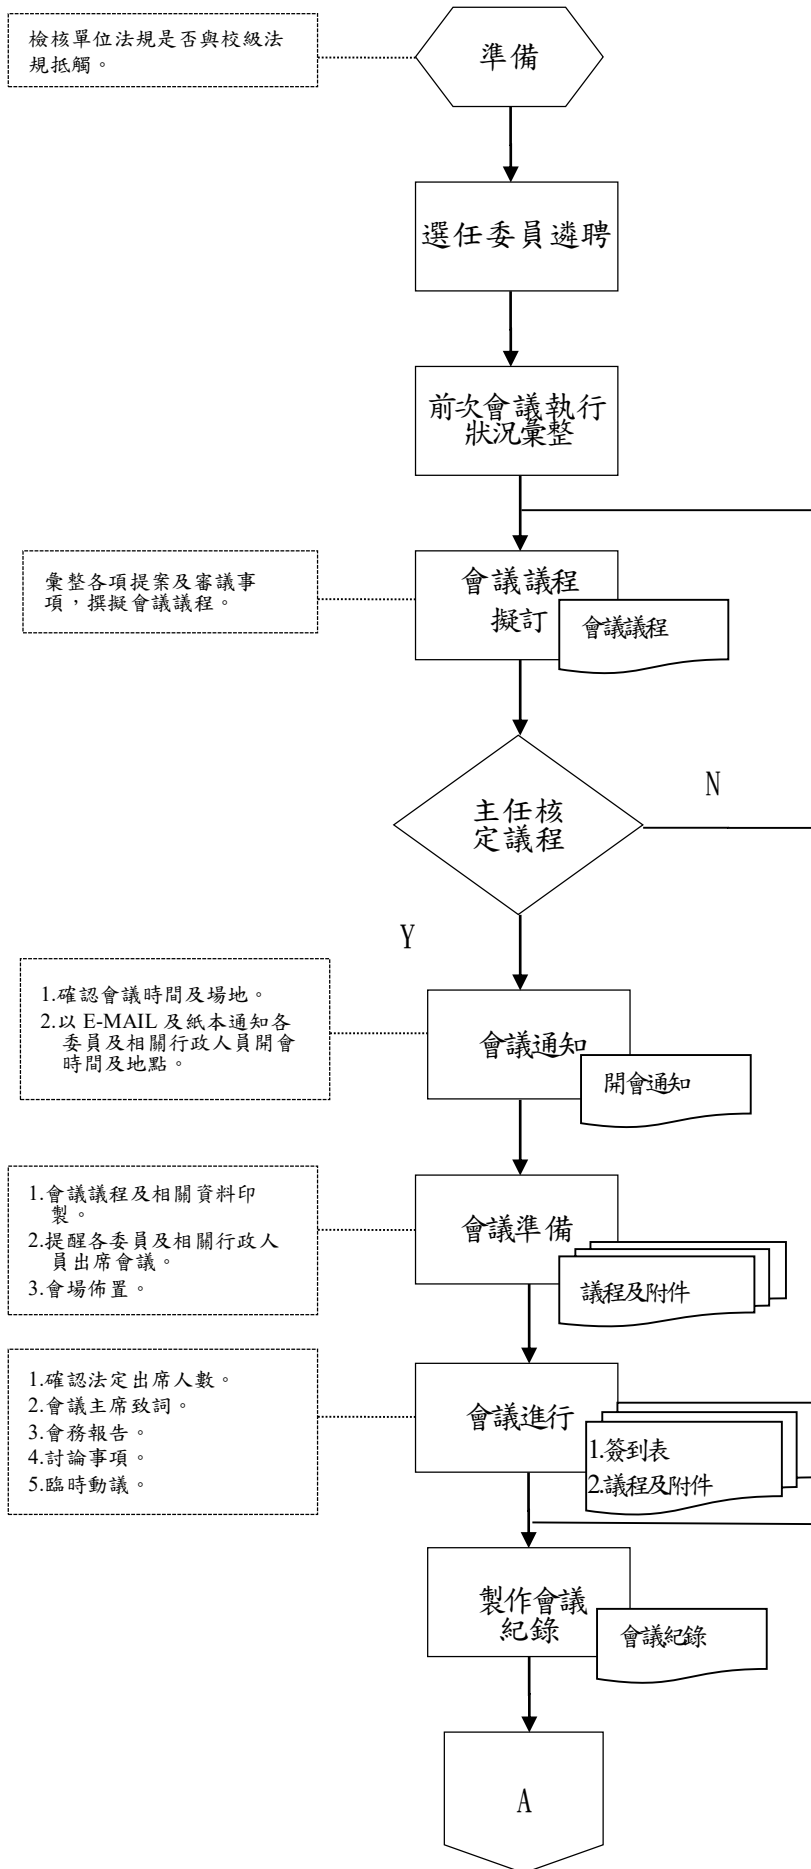 檢核單位法規是否與校級法
規抵觸。
準備
選任委員遴聘
前次會議執行
狀況彙整
彙整各項提案及審議事
項，撰擬會議議程。
會議議程
擬訂
會議議程
主任核
定議程
N
Y
1.確認會議時間及場地。
2.以 E-MAIL 及紙本通知各
委員及相關行政人員開會
時間及地點。
會議通知
開會通知
1.會議議程及相關資料印
製。
2.提醒各委員及相關行政人
員出席會議。
3.會場佈置。
會議準備
議程及附件
1.確認法定出席人數。
2.會議主席致詞。
3.會務報告。
4.討論事項。
5.臨時動議。
會議進行
1.簽到表
2.議程及附件
製作會議
紀錄
會議紀錄
A